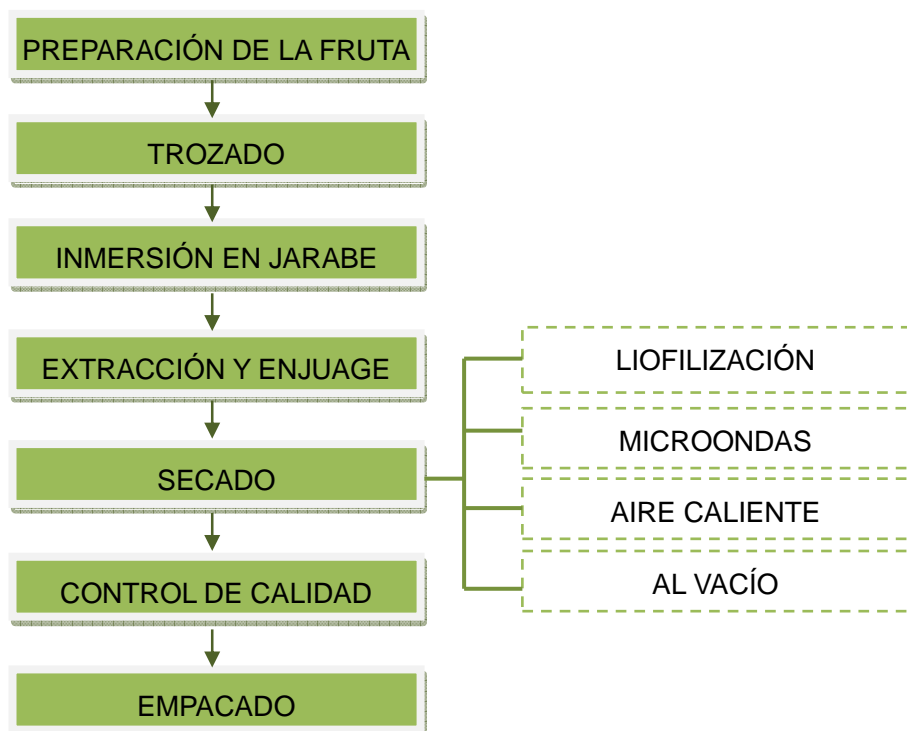 PREPARACIÓN DE LA FRUTA
TROZADO
INMERSIÓN EN JARABE
EXTRACCIÓN Y ENJUAGE
SECADO
CONTROL DE CALIDAD
EMPACADO
LIOFILIZACIÓN
MICROONDAS
AIRE CALIENTE
AL VACÍO